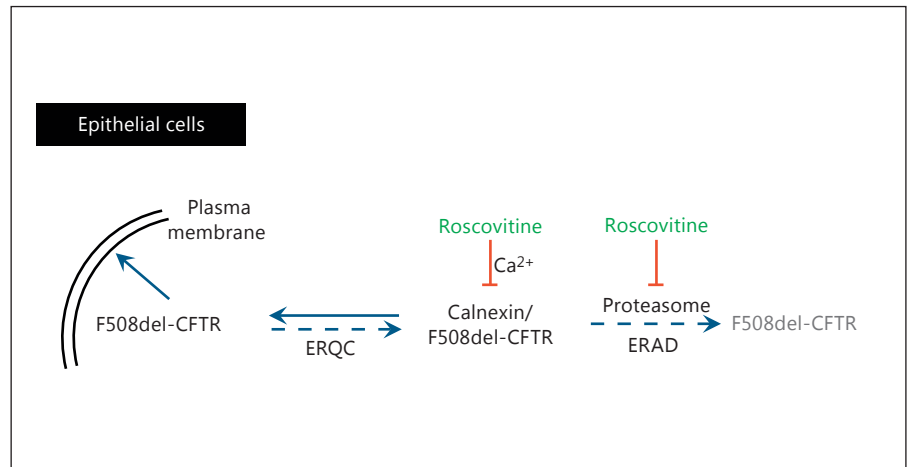 Epithelial cells
Plasma
membrane
Roscovitine
Roscovitine
Ca²⁺
F508del-CFTR
ERQC
Calnexin/
F508del-CFTR
Proteasome
ERAD
F508del-CFTR